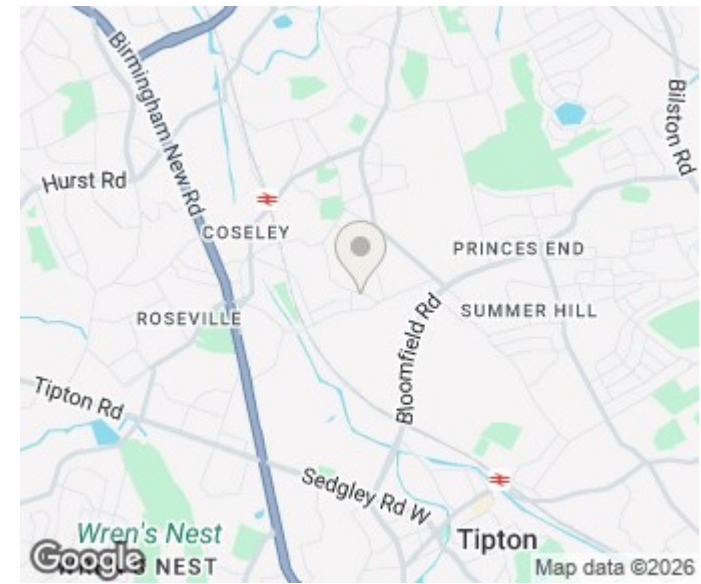 Birmingham New Rd
Bilston Rd
Hurst Rd
COSELEY
PRINCES END
ROSEVILLE
SUMMER HILL
Bloomfield Rd
Tipton Rd
Sedgley Rd W
Wren's Nest
Tipton
WREN'S NEST
Google
Map data ©2026